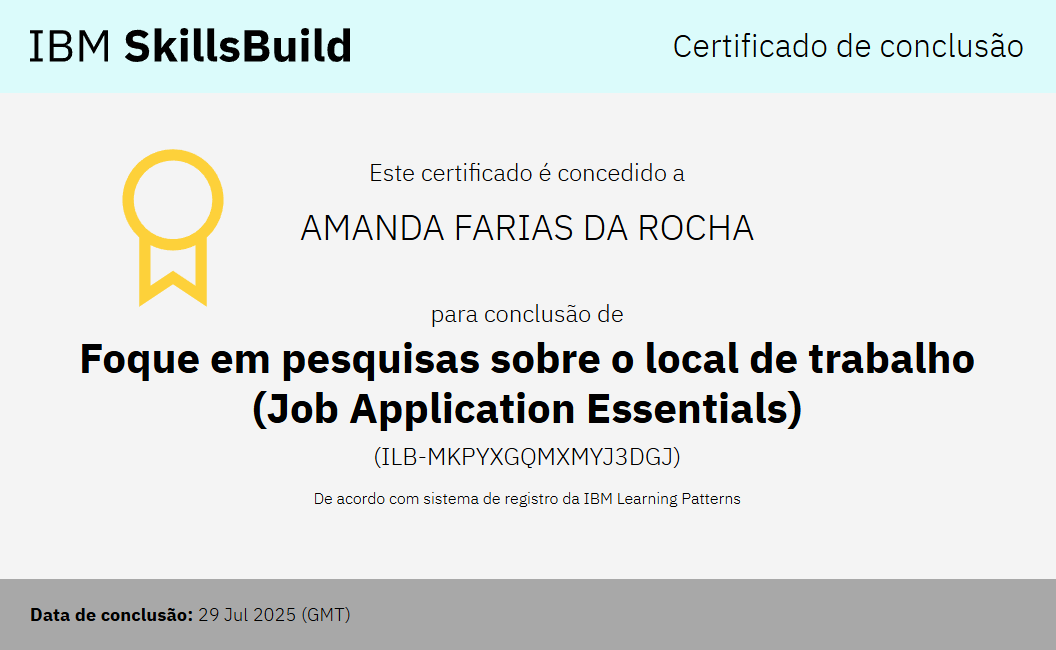 IBM SkillsBuild
Certificado de conclusão
Este certificado é concedido a
AMANDA FARIAS DA ROCHA
para conclusão de
Foque em pesquisas sobre o local de trabalho
(Job Application Essentials)
(ILB-MKPYXGQMXMYJ3DGJ)
De acordo com sistema de registro da IBM Learning Patterns
Data de conclusão: 29 Jul 2025 (GMT)